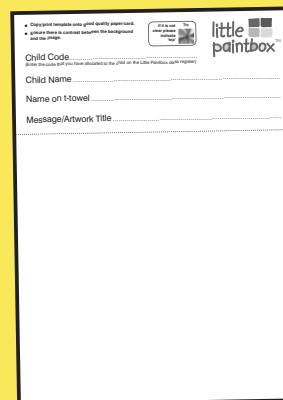 Copy/print template onto good quality paper/card.
ensure there is contrast between the background
and the image.
If it is not
clear please
indicate
'top'
Top
little
paintbox
TM
Child Code
(Enter the code that you have allocated to the child on the Little Paintbox class register)
Child Name
Name on t-towel
Message/Artwork Title